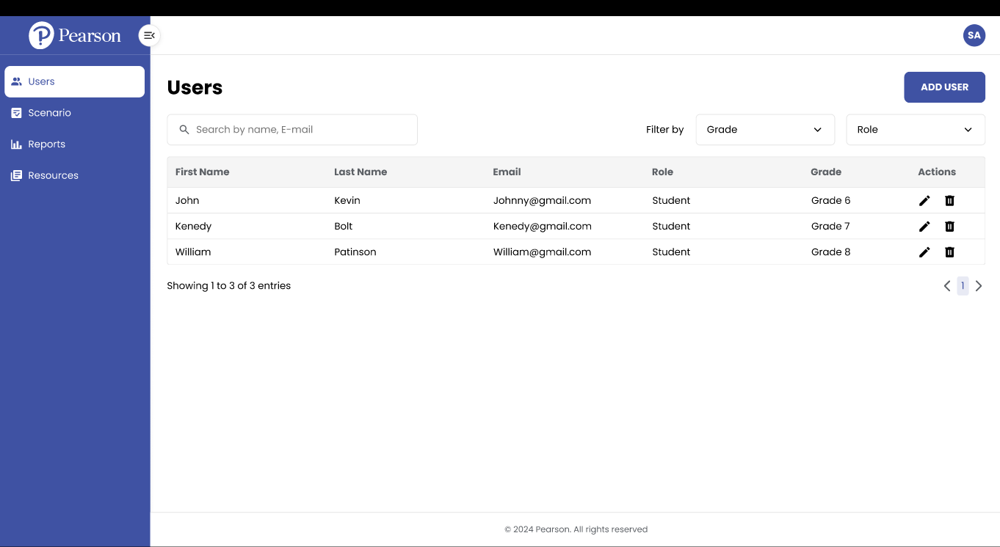 Pearson
SA
Users
Scenario
Reports
Resources
Users
ADD USER
Search by name, E-mail
Filter by Grade Role
First Name Last Name Email Role Grade Actions
John Kevin Johnny@gmail.com Student Grade 6
Kenedy Bolt Kenedy@gmail.com Student Grade 7
William Patinson William@gmail.com Student Grade 8
Showing 1 to 3 of 3 entries 1
© 2024 Pearson. All rights reserved